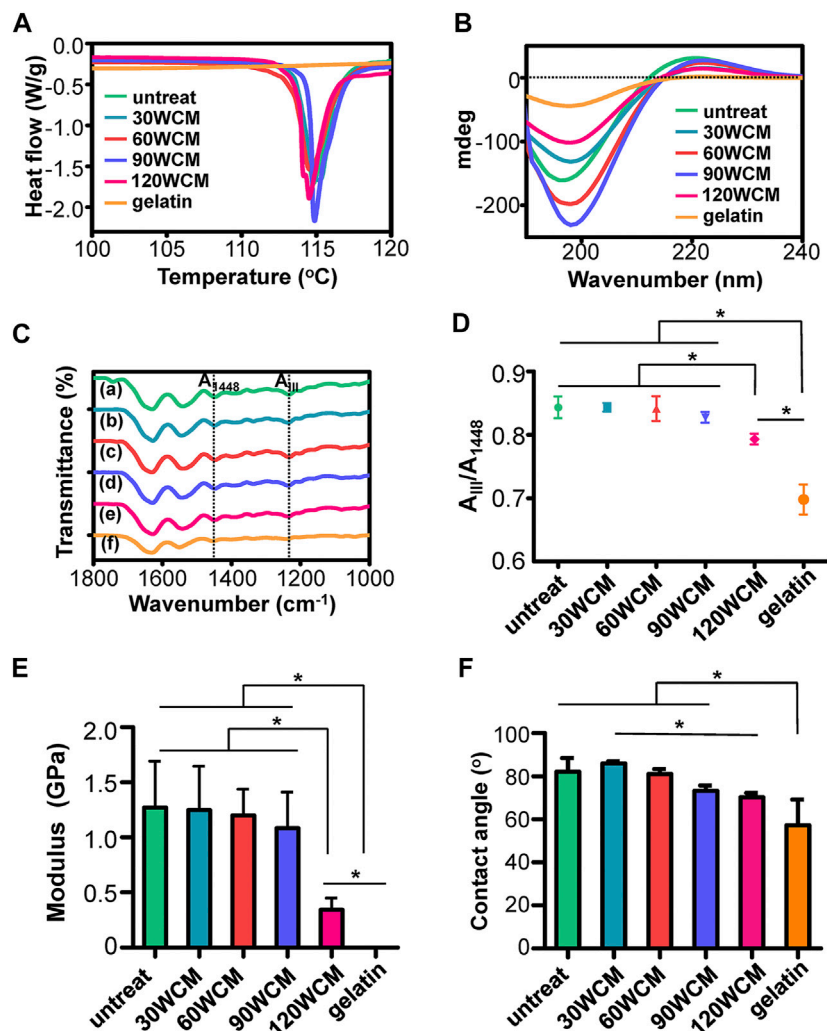 A
Heat flow (W/g)
0.0
-0.5
-1.0
-1.5
-2.0
untreat
30WCM
60WCM
90WCM
120WCM
gelatin
100 105 110 115 120
Temperature (°C)
B
mdeg
0
-100
-200
untreat
30WCM
60WCM
90WCM
120WCM
gelatin
200 220 240
Wavenumber (nm)
C
Transmittance (%)
A1448 AIII
(a)
(b)
(c)
(d)
(e)
(f)
1800 1600 1400 1200 1000
Wavenumber (cm-1)
D
AIII/A1448
*
*
*
0.9
0.8
0.7
0.6
untreat 30WCM 60WCM 90WCM 120WCM gelatin
E
Modulus (GPa)
*
*
*
2.0
1.5
1.0
0.5
0
untreat 30WCM 60WCM 90WCM 120WCM gelatin
F
Contact angle (°)
*
*
100
80
60
40
20
0
untreat 30WCM 60WCM 90WCM 120WCM gelatin